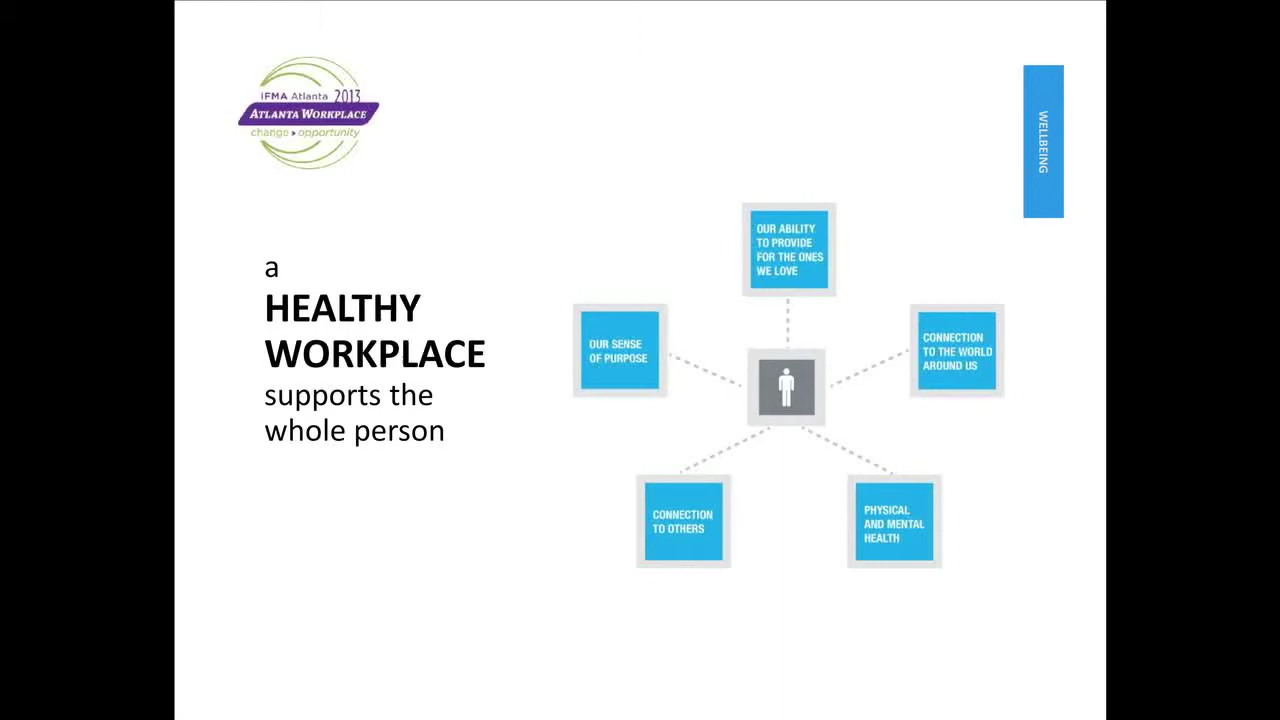 IFMA Atlanta 2013
ATLANTA WORKPLACE
change opportunity
WELLBEING
a
HEALTHY
WORKPLACE
supports the
whole person
OUR ABILITY
TO PROVIDE
FOR THE ONES
WE LOVE
OUR SENSE
OF PURPOSE
CONNECTION
TO THE WORLD
AROUND US
CONNECTION
TO OTHERS
PHYSICAL
AND MENTAL
HEALTH